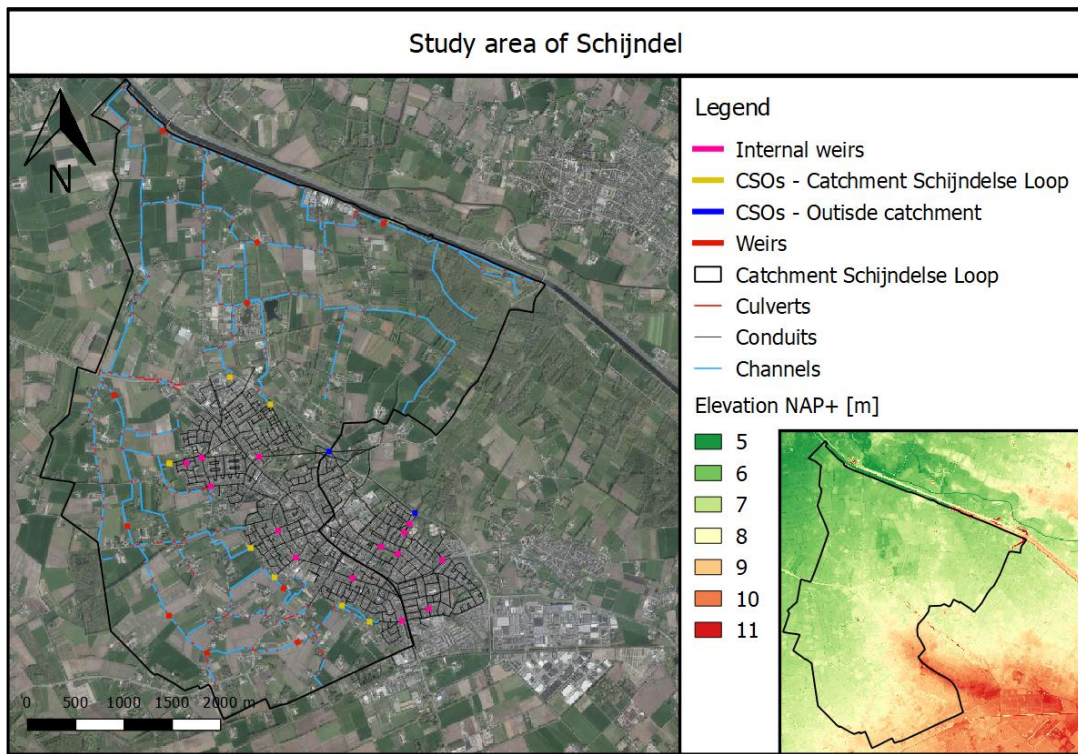 Study area of Schijndel
N
0 500 1000 1500 2000 m
Legend
Internal weirs
CSOs - Catchment Schijndelse Loop
CSOs - Outisde catchment
Weirs
Catchment Schijndelse Loop
Culverts
Conduits
Channels
Elevation NAP+ [m]
5
6
7
8
9
10
11